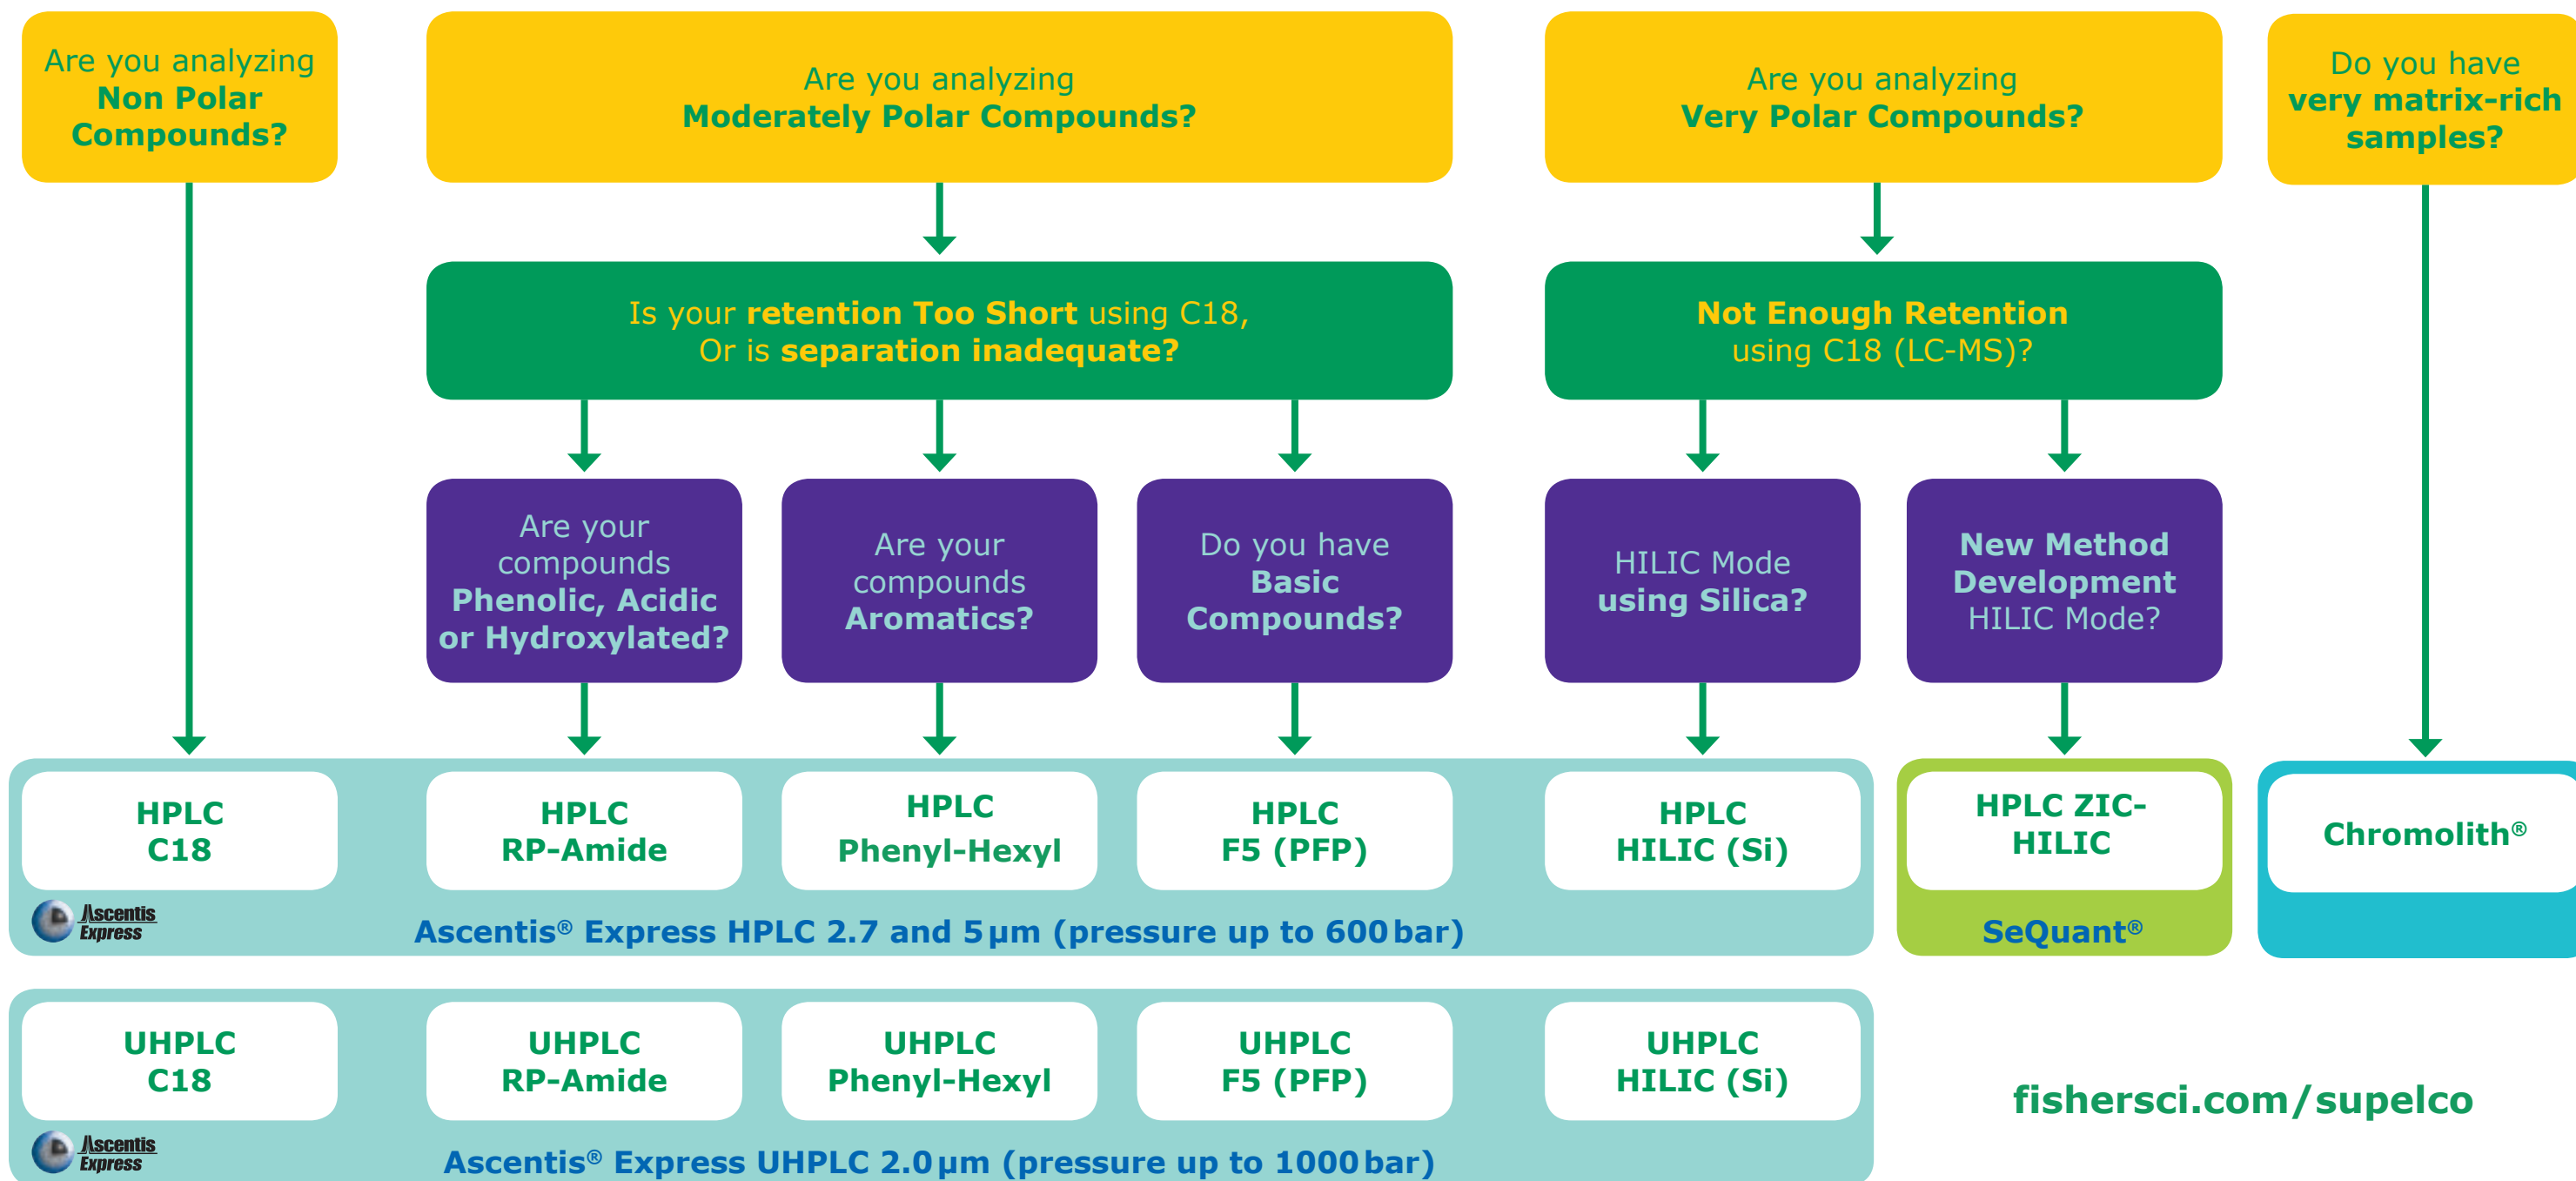 Are you analyzing
Non Polar
Compounds?
Are you analyzing
Moderately Polar Compounds?
Are you analyzing
Very Polar Compounds?
Do you have
very matrix-rich
samples?
Is your retention Too Short using C18,
Or is separation inadequate?
Not Enough Retention
using C18 (LC-MS)?
Are your
compounds
Phenolic, Acidic
or Hydroxylated?
Are your
compounds
Aromatics?
Do you have
Basic
Compounds?
HILIC Mode
using Silica?
New Method
Development
HILIC Mode?
HPLC
C18
HPLC
RP-Amide
HPLC
Phenyl-Hexyl
HPLC
F5 (PFP)
HPLC
HILIC (Si)
HPLC ZIC-
HILIC
Chromolith®
Ascentis
Express
Ascentis® Express HPLC 2.7 and 5 µm (pressure up to 600 bar)
SeQuant®
UHPLC
C18
UHPLC
RP-Amide
UHPLC
Phenyl-Hexyl
UHPLC
F5 (PFP)
UHPLC
HILIC (Si)
fishersci.com/supelco
Ascentis
Express
Ascentis® Express UHPLC 2.0 µm (pressure up to 1000 bar)